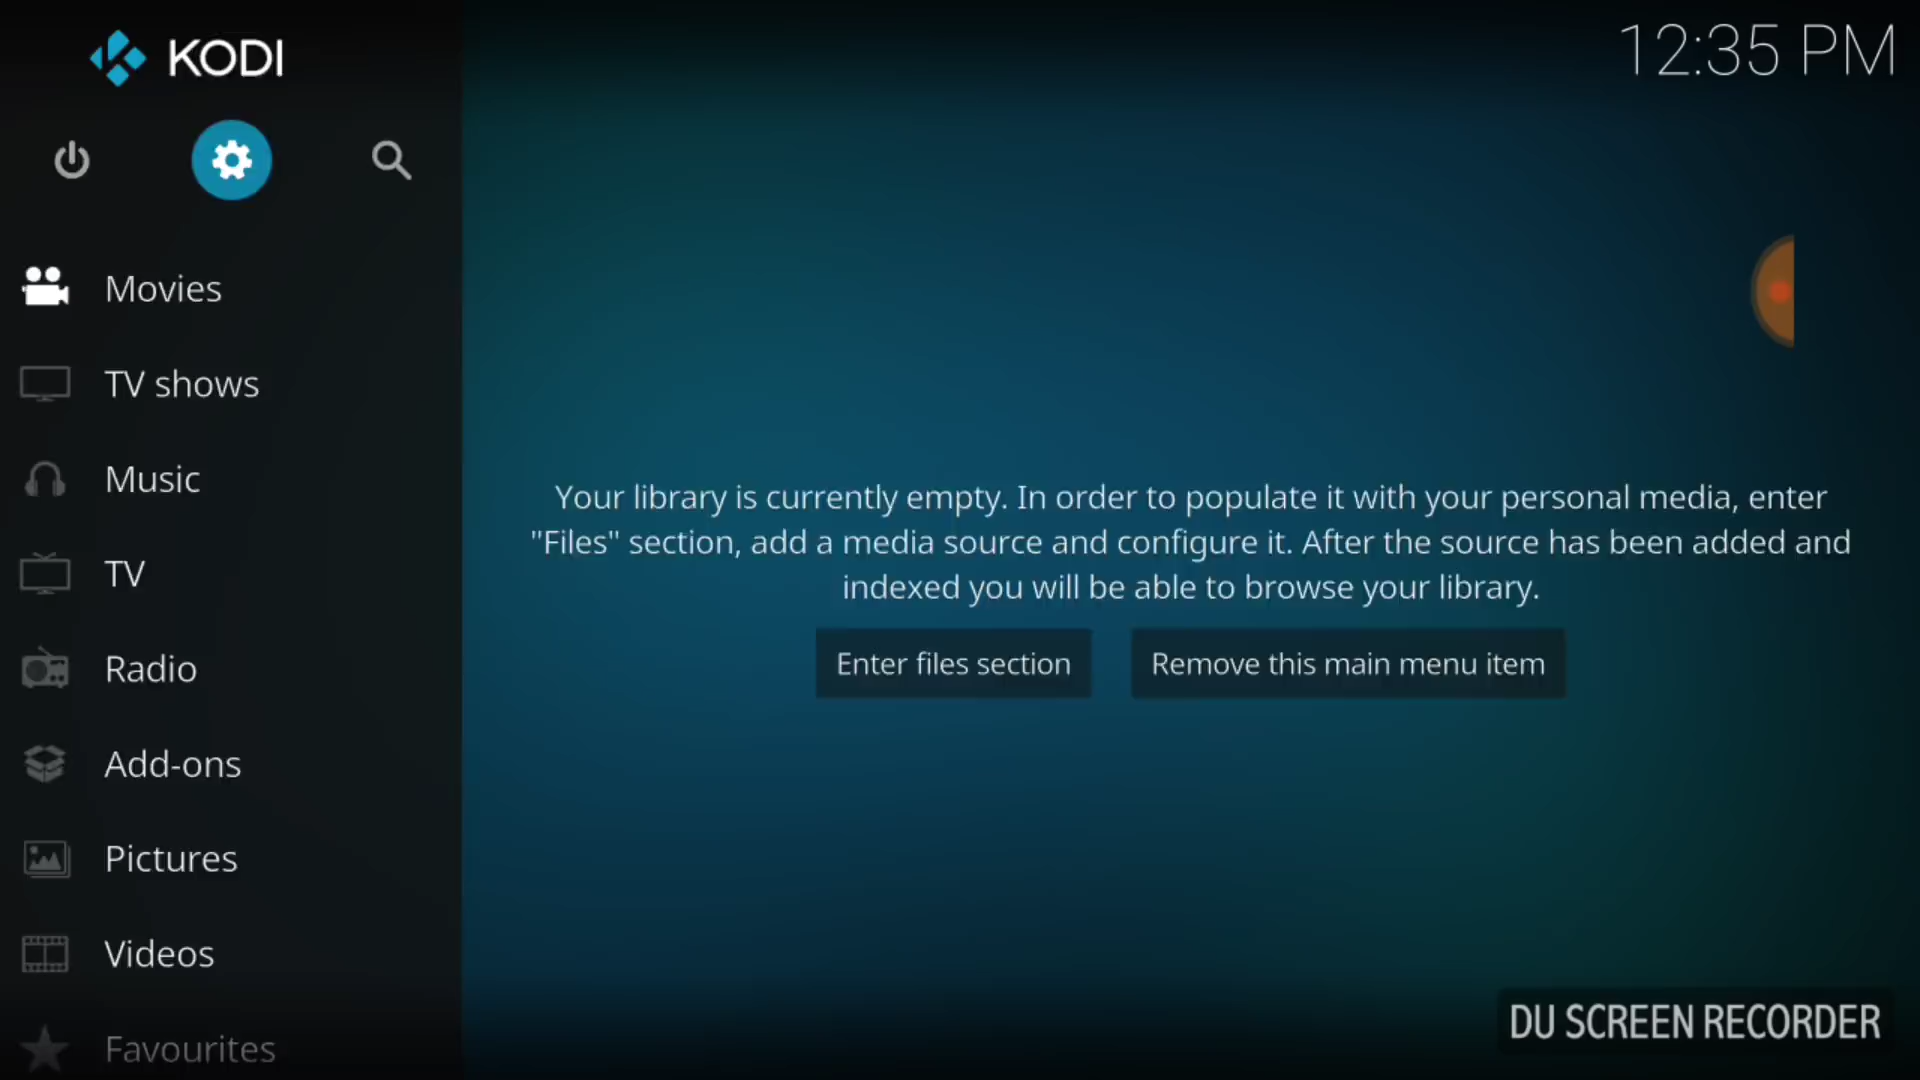 KODI
12:35 PM
Movies
TV shows
Music
TV
Radio
Add-ons
Pictures
Videos
Favourites
Your library is currently empty. In order to populate it with your personal media, enter
"Files" section, add a media source and configure it. After the source has been added and
indexed you will be able to browse your library.
Enter files section
Remove this main menu item
DU SCREEN RECORDER